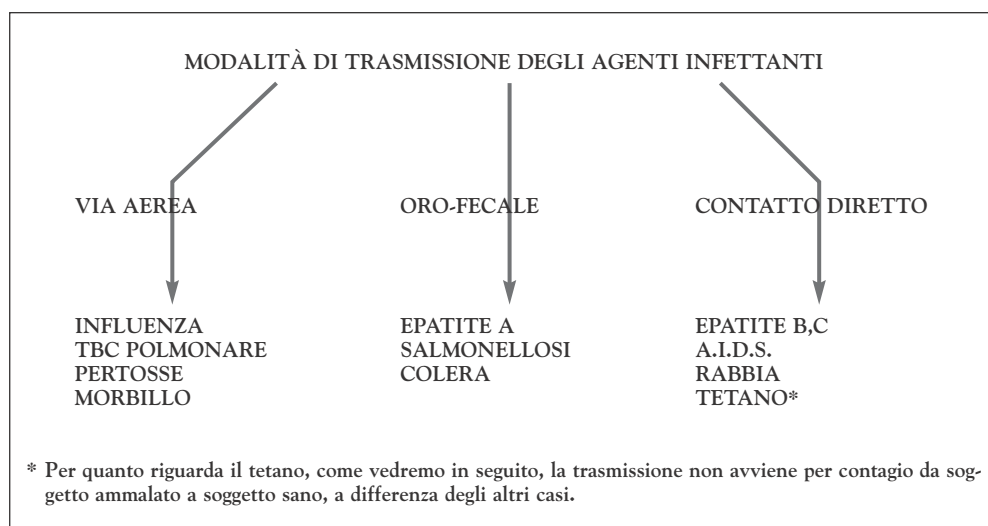 MODALITÀ DI TRASMISSIONE DEGLI AGENTI INFETTANTI
VIA AEREA
ORO-FECALE
CONTATTO DIRETTO
INFLUENZA
TBC POLMONARE
PERTOSSE
MORBILLO
EPATITE A
SALMONELLOSI
COLERA
EPATITE B,C
A.I.D.S.
RABBIA
TETANO*
* Per quanto riguarda il tetano, come vedremo in seguito, la trasmissione non avviene per contagio da sog-
getto ammalato a soggetto sano, a differenza degli altri casi.